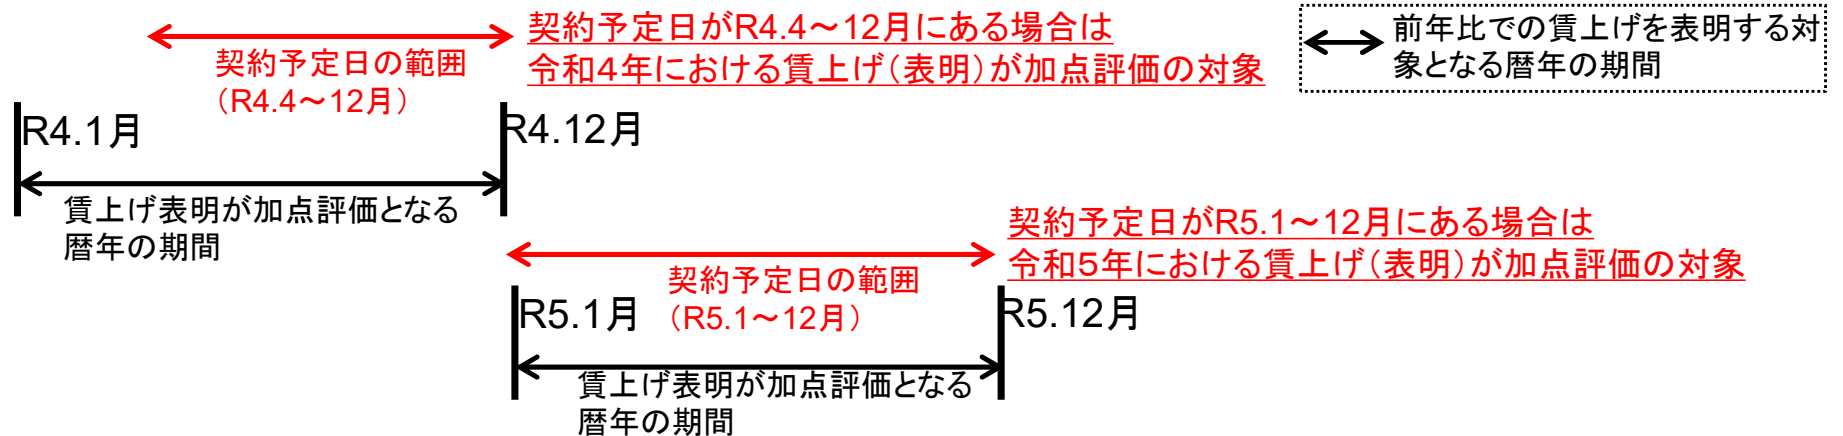 契約予定日がR4.4～12月にある場合は
令和4年における賃上げ（表明）が加点評価の対象
前年比での賃上げを表明する対
象となる暦年の期間
契約予定日の範囲
（R4.4～12月）
R4.1月
R4.12月
賃上げ表明が加点評価となる
暦年の期間
契約予定日がR5.1～12月にある場合は
令和5年における賃上げ（表明）が加点評価の対象
契約予定日の範囲
（R5.1～12月）
R5.1月
R5.12月
賃上げ表明が加点評価となる
暦年の期間